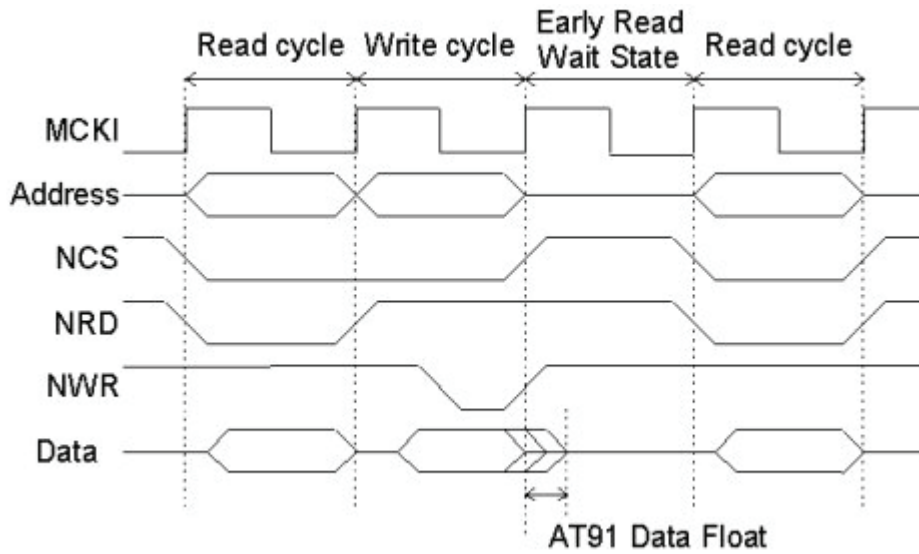 Read cycle
Write cycle
Early Read
Wait State
Read cycle
MCKI
Address
NCS
NRD
NWR
Data
AT91 Data Float